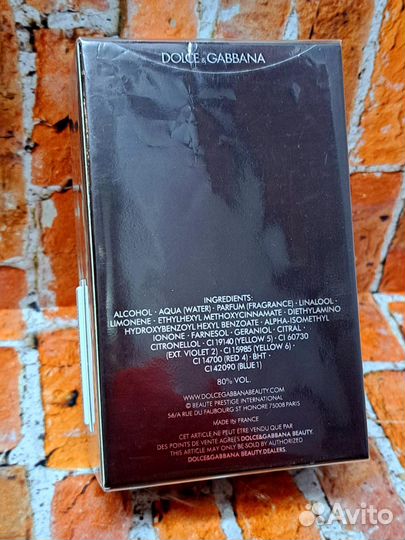 DOLCE & GABBANA
INGREDIENTS:
ALCOHOL · AQUA (WATER) · PARFUM (FRAGRANCE) · LINALOOL ·
LIMONENE · ETHYLHEXYL METHOXYCINNAMATE · DIETHYLAMINO
HYDROXYBENZOYL HEXYL BENZOATE · ALPHA-ISOMETHYL
IONONE · FARNESOL · GERANIOL · CITRAL ·
CITRONELLOL · CI 19140 (YELLOW 5) · CI 60730
(EXT. VIOLET 2) · CI 15985 (YELLOW 6) ·
CI 14700 (RED 4) · BHT ·
CI 42090 (BLUE 1)
80% VOL.
WWW.DOLCEGABBANABEAUTY.COM
© BEAUTE PRESTIGE INTERNATIONAL
56/A RUE DU FAUBOURG ST HONORE 75008 PARIS
MADE IN FRANCE
CET ARTICLE NE PEUT ÊTRE VENDU QUE PAR
DES POINTS DE VENTE AGRÉÉS DOLCE&GABBANA BEAUTY.
THIS ARTICLE MAY ONLY BE SOLD BY AUTHORIZED
DOLCE&GABBANA BEAUTY.DEALERS.
Avito